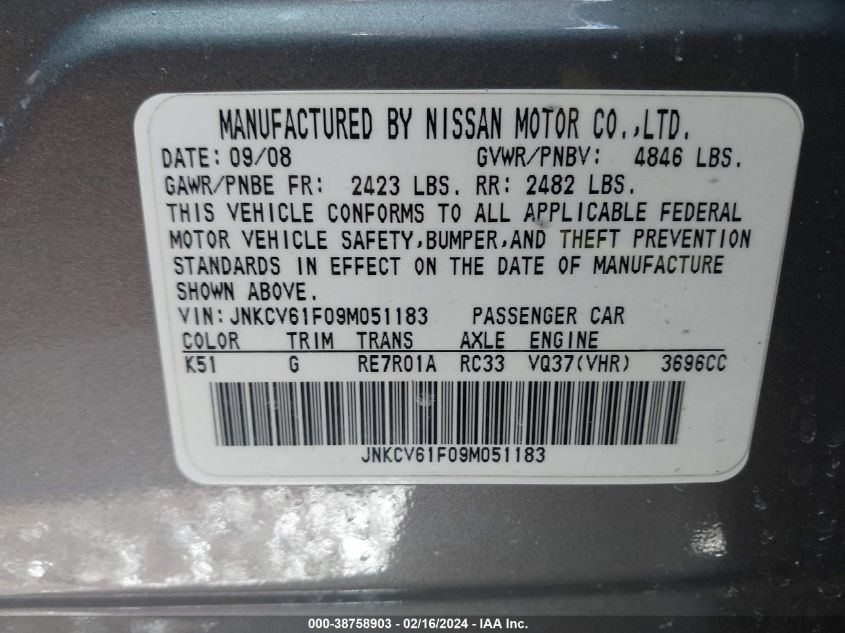 MANUFACTURED BY NISSAN MOTOR CO.,LTD.
DATE: 09/08 GVWR/PNBV: 4846 LBS.
GAWR/PNBE FR: 2423 LBS. RR: 2482 LBS.
THIS VEHICLE CONFORMS TO ALL APPLICABLE FEDERAL
MOTOR VEHICLE SAFETY,BUMPER,AND THEFT PREVENTION
STANDARDS IN EFFECT ON THE DATE OF MANUFACTURE
SHOWN ABOVE.
VIN: JNKCV61F09M051183 PASSENGER CAR
COLOR TRIM TRANS AXLE ENGINE
K51 G RE7R01A RC33 VQ37(VHR) 3696CC
JNKCV61F09M051183
000-38758903 - 02/16/2024 - IAA Inc.